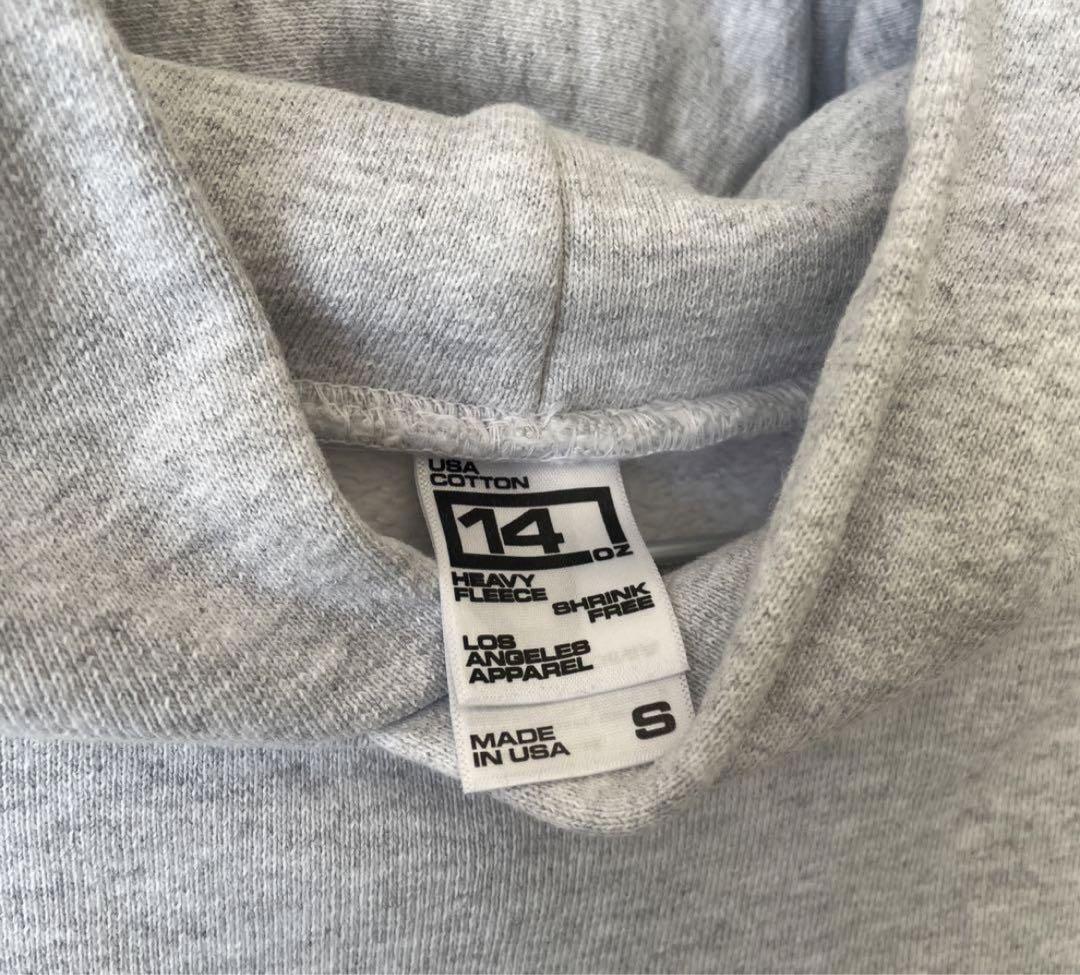 USA
COTTON
14
OZ
HEAVY
FLEECE
SHRINK
FREE
LOS
ANGELES
APPAREL
MADE
IN USA
S